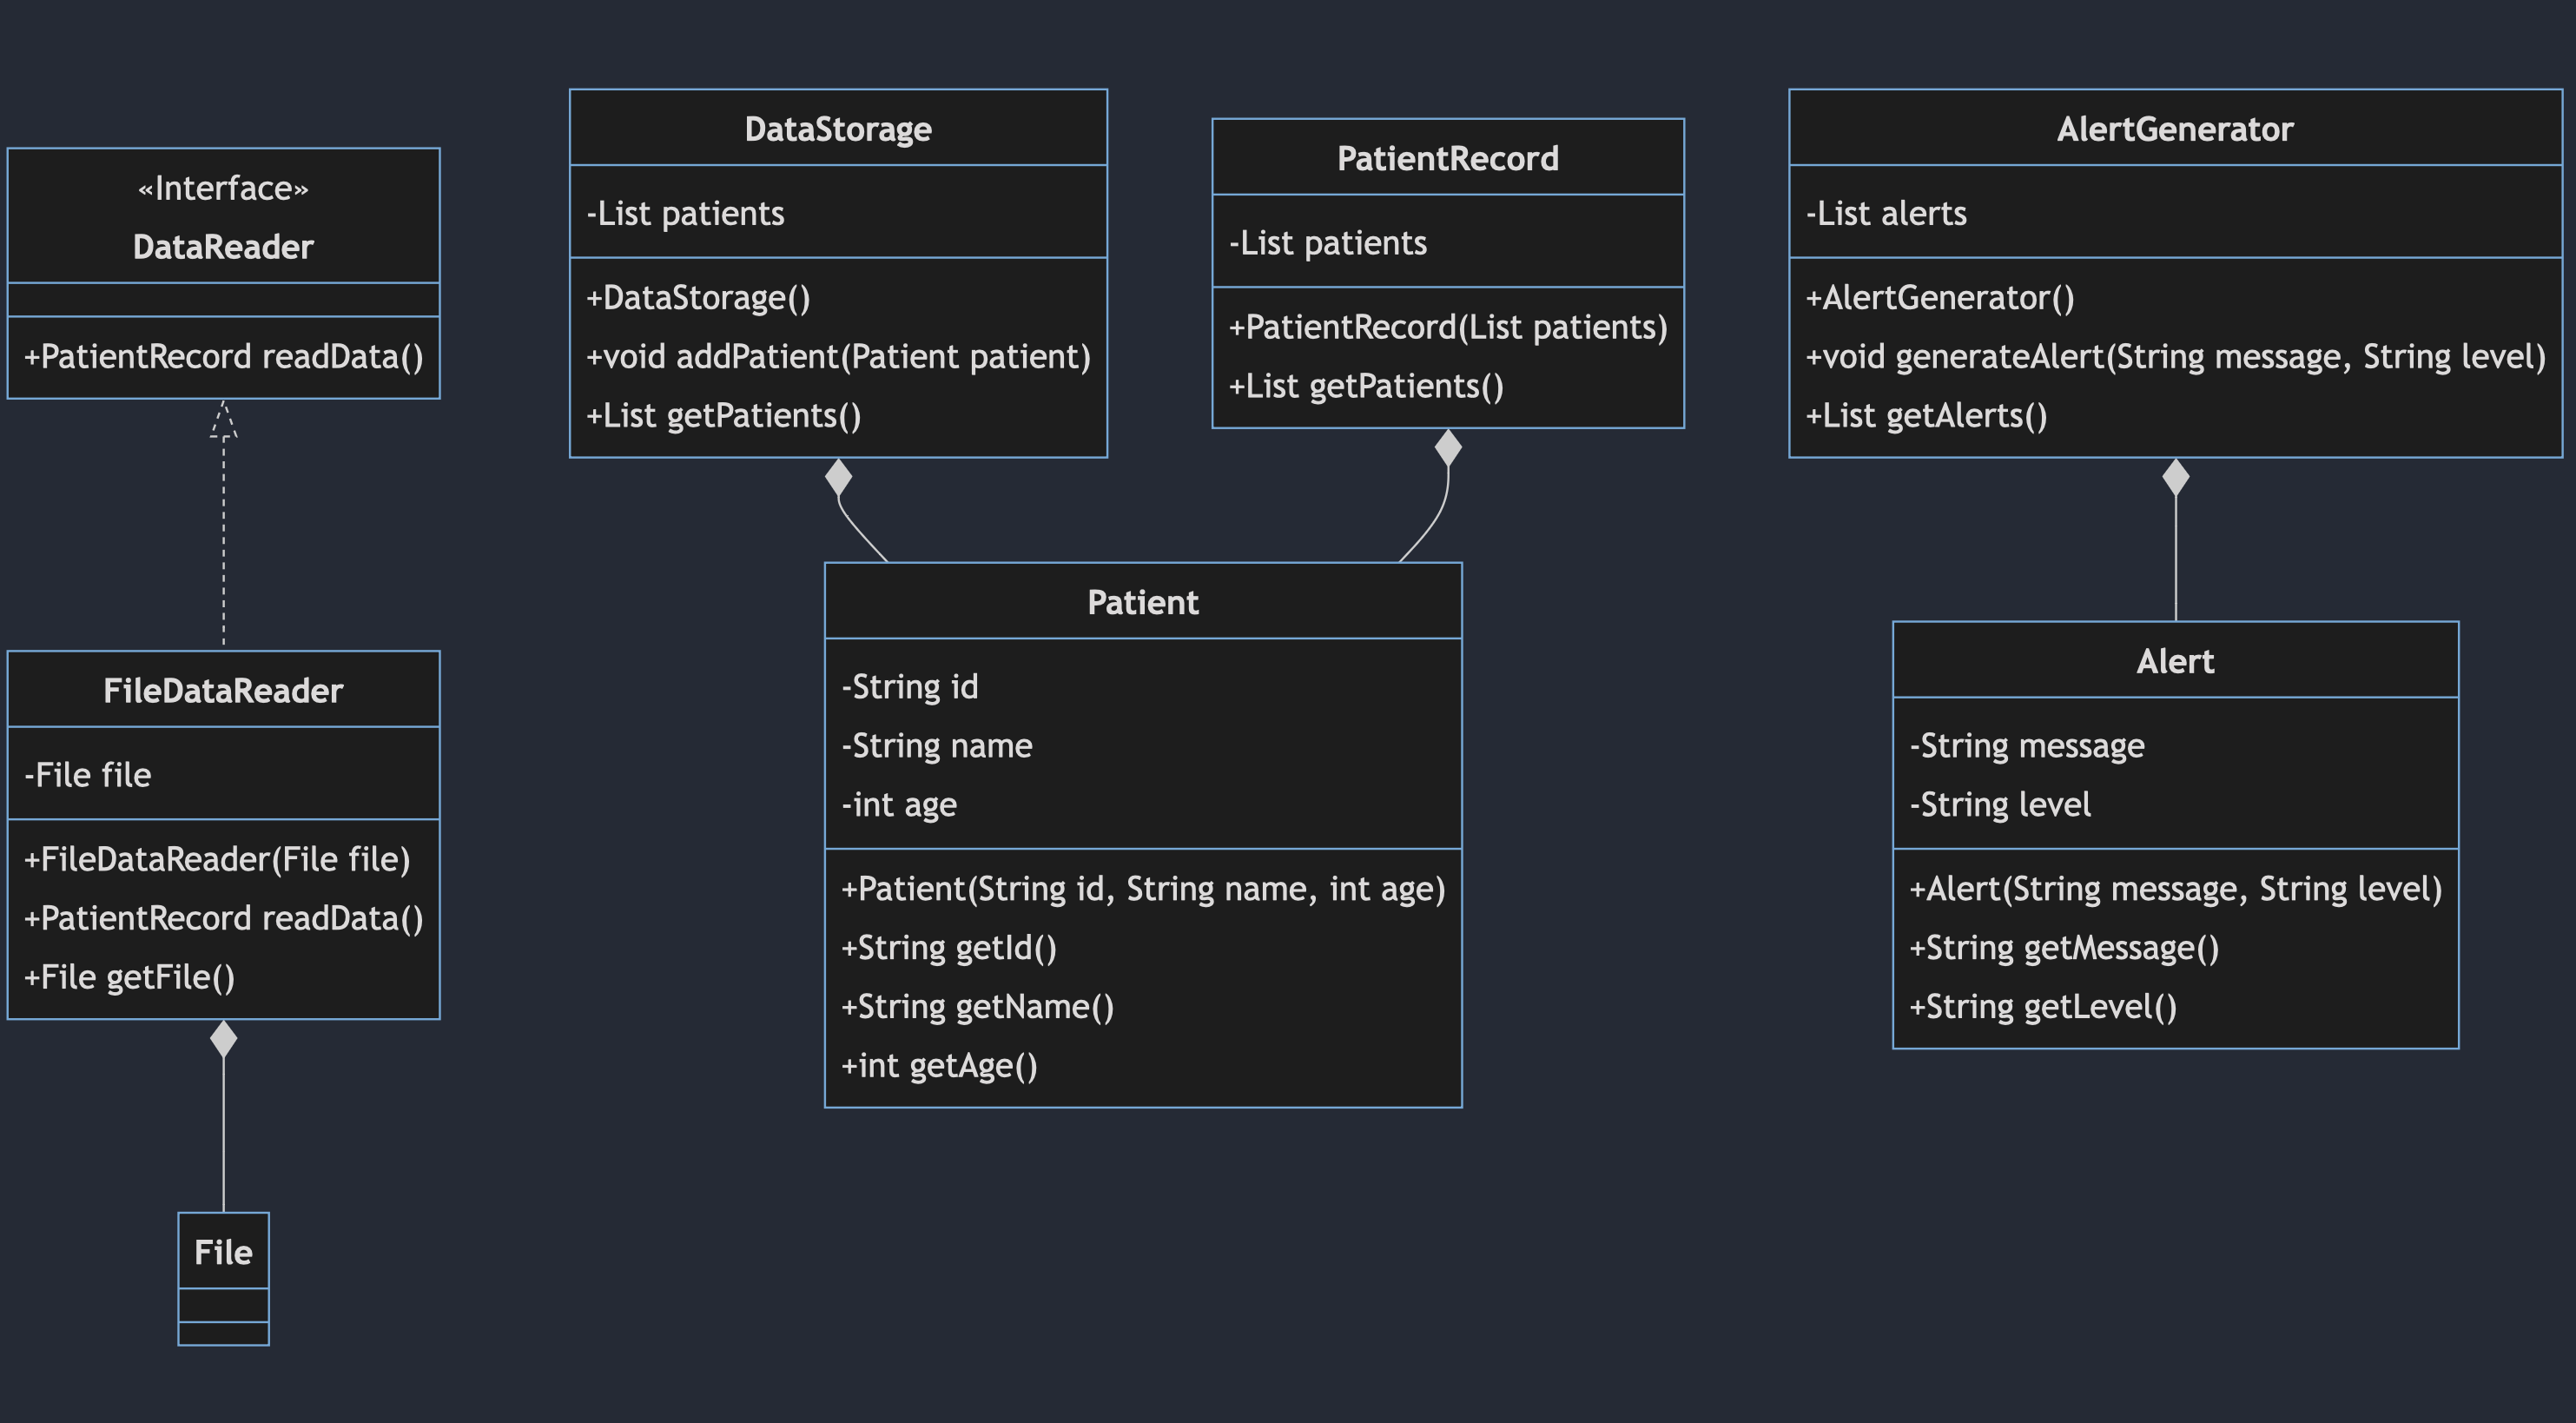 «Interface»
DataReader
+PatientRecord readData()
FileDataReader
-File file
+FileDataReader(File file)
+PatientRecord readData()
+File getFile()
File
DataStorage
-List patients
+DataStorage()
+void addPatient(Patient patient)
+List getPatients()
PatientRecord
-List patients
+PatientRecord(List patients)
+List getPatients()
Patient
-String id
-String name
-int age
+Patient(String id, String name, int age)
+String getId()
+String getName()
+int getAge()
AlertGenerator
-List alerts
+AlertGenerator()
+void generateAlert(String message, String level)
+List getAlerts()
Alert
-String message
-String level
+Alert(String message, String level)
+String getMessage()
+String getLevel()